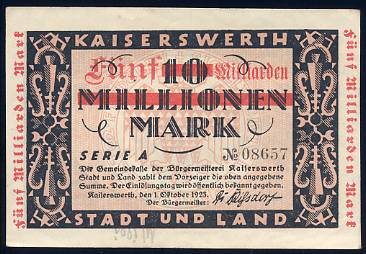 KAISERSWERTH
Fünf Milliarden
10
MILLIONEN
MARK
SERIE A № 08657
Die Gemeindekasse der Bürgermeisterei Kaiserswerth
Stadt und Land zahlt dem Vorzeiger die oben angegebene
Summe. Der Einlösungstag wird öffentlich bekannt gegeben.
Kaiserswerth, den 1. Oktober 1923.
Der Bürgermeister:
STADT UND LAND
Fünf Milliarden Mark
Fünf Milliarden Mark